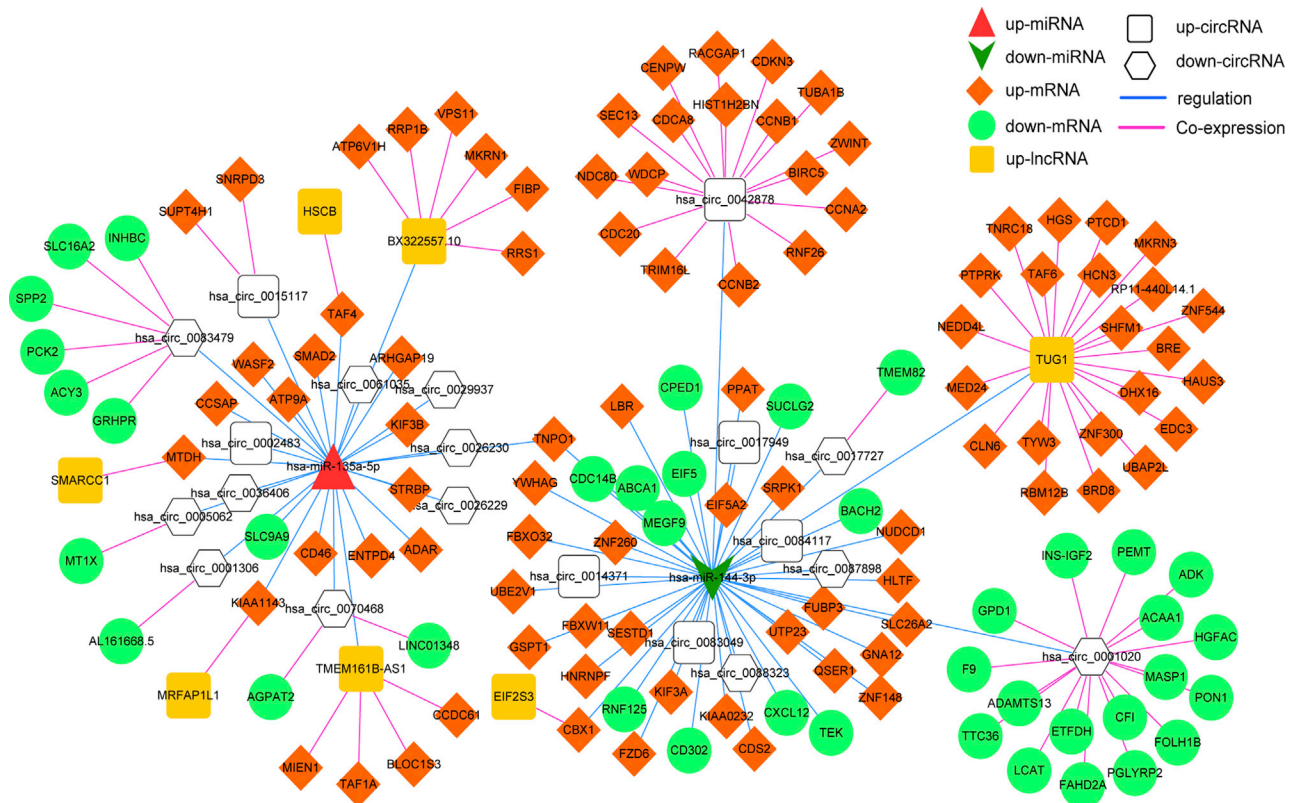 up-miRNA
down-miRNA
up-mRNA
down-mRNA
up-lncRNA
up-circRNA
down-circRNA
regulation
Co-expression
SNRPD3
SUPT4H1
hsa_circ_0015117
HSCB
TAF4
ATP6V1H
RRP1B
VPS11
MKRN1
FIBP
RRS1
BX322557.10
SLC16A2
INHBC
SPP2
PCK2
ACY3
GRHPR
hsa_circ_0083479
WASF2
SMAD2
ARHGAP19
hsa_circ_0061035
hsa_circ_0029937
CCSAP
ATP9A
KIF3B
hsa_circ_0002483
hsa_circ_0026230
MTDH
hsa-miR-135a-5p
SMARCC1
hsa_circ_0036406
STRBP
hsa_circ_0026229
hsa_circ_0005062
MT1X
SLC9A9
CD46
ENTPD4
ADAR
hsa_circ_0001306
KIAA1143
hsa_circ_0070468
AL161668.5
LINC01348
MRFAP1L1
AGPAT2
TMEM161B-AS1
CCDC61
MIEN1
TAF1A
BLOC1S3
RACGAP1
CENPW
CDKN3
TUBA1B
SEC13
CDCA8
HIST1H2BN
CCNB1
ZWINT
NDC80
WDCP
BIRC5
hsa_circ_0042878
CCNA2
CDC20
RNF26
TRIM16L
CCNB2
TNRC18
HGS
PTCD1
MKRN3
PTPRK
TAF6
HCN3
RP11-440L14.1
ZNF544
NEDD4L
SHFM1
BRE
TUG1
MED24
HAUS3
DHX16
EDC3
CLN6
TYW3
ZNF300
UBAP2L
RBM12B
BRD8
CPED1
PPAT
TMEM82
LBR
SUCLG2
hsa_circ_0017949
TNPO1
hsa_circ_0017727
CDC14B
ABCA1
EIF5
YWHAG
SRPK1
MEGF9
EIF5A2
BACH2
FBXO32
ZNF260
NUDCD1
hsa_circ_0084117
hsa_circ_0014371
hsa-miR-144-3p
hsa_circ_0087898
UBE2V1
HLTF
FUBP3
FBXW11
SESTD1
SLC26A2
GSPT1
hsa_circ_0083049
UTP23
GNA12
HNRNPF
QSER1
hsa_circ_0088323
KIF3A
ZNF148
EIF2S3
RNF125
KIAA0232
CXCL12
CBX1
TEK
FZD6
CD302
CDS2
INS-IGF2
PEMT
ADK
GPD1
ACAA1
HGFAC
hsa_circ_0001020
F9
MASP1
PON1
ADAMTS13
CFI
TTC36
ETFDH
FOLH1B
LCAT
FAHD2A
PGLYRP2